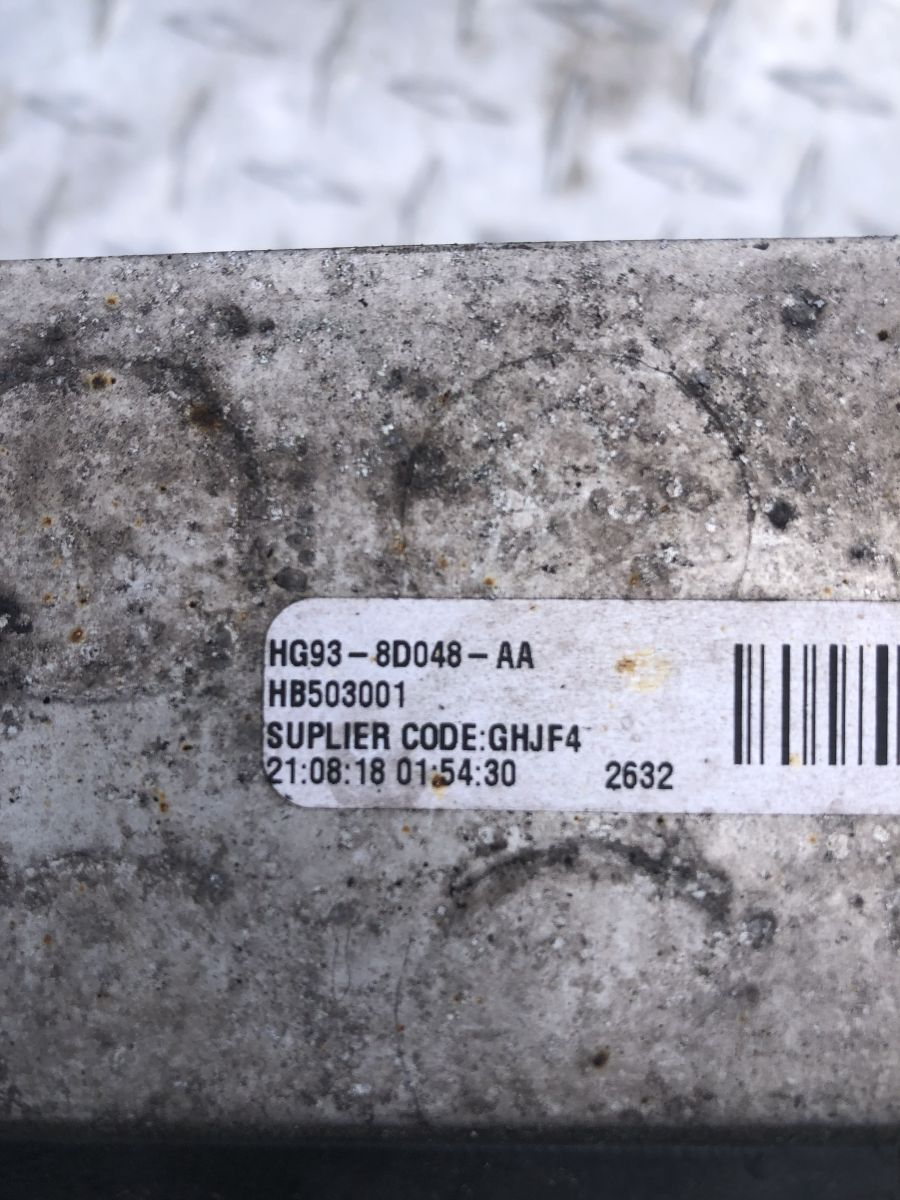 HG93-8D048-AA
HB503001
SUPLIER CODE:GHJF4
21:08:18 01:54:30 2632